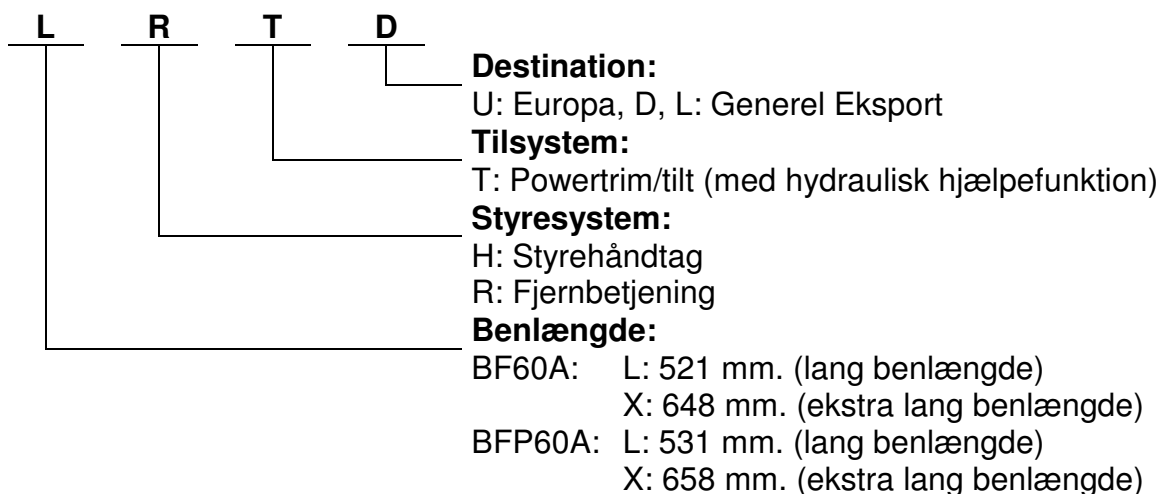 L R T D
Destination:
U: Europa, D, L: Generel Eksport
Tilsystem:
T: Powertrim/tilt (med hydraulisk hjælpefunktion)
Styresystem:
H: Styrehåndtag
R: Fjernbetjening
Benlængde:
BF60A: L: 521 mm. (lang benlængde)
X: 648 mm. (ekstra lang benlængde)
BFP60A: L: 531 mm. (lang benlængde)
X: 658 mm. (ekstra lang benlængde)